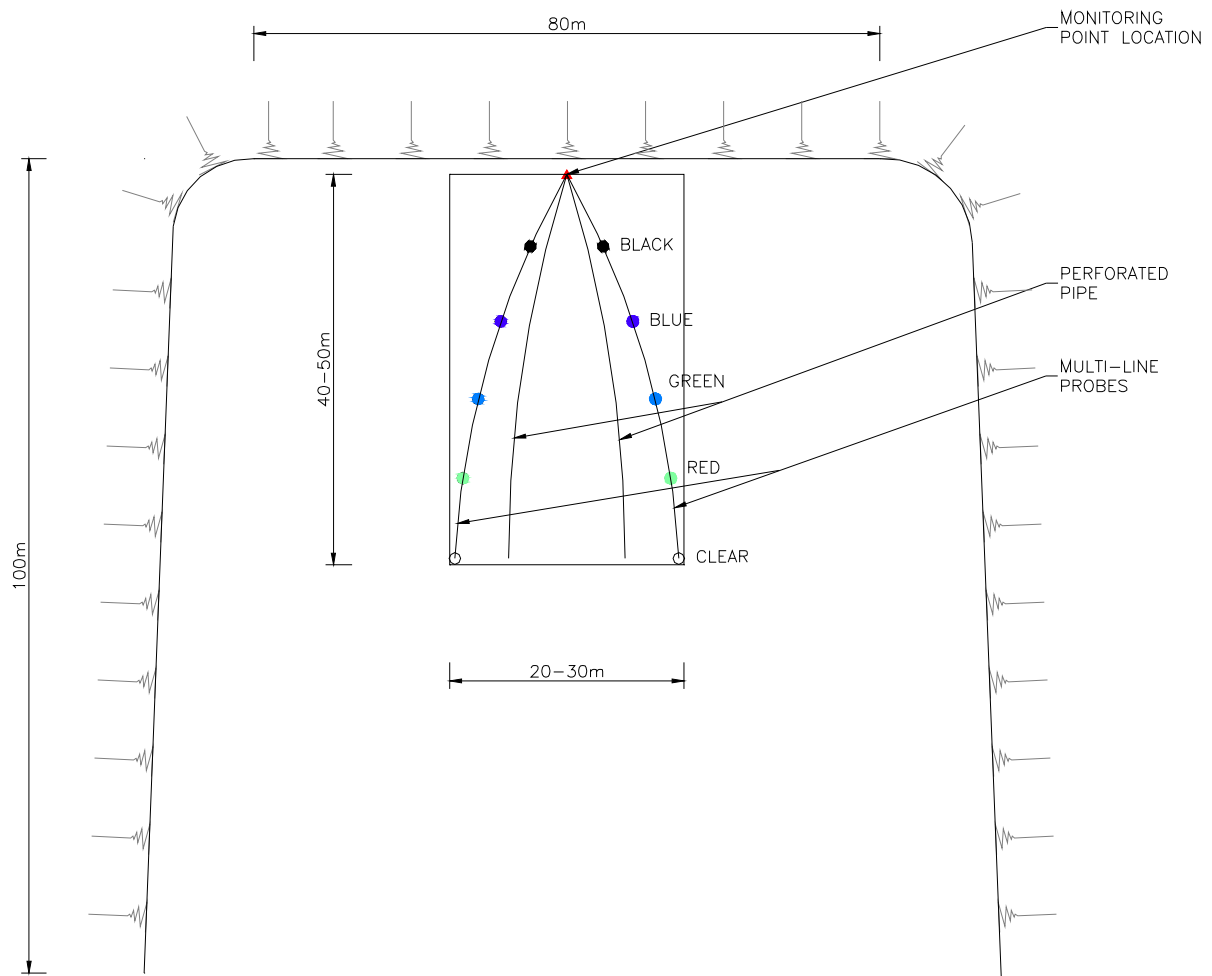 80m
MONITORING
POINT LOCATION
BLACK
PERFORATED
PIPE
BLUE
40-50m
MULTI-LINE
PROBES
GREEN
RED
CLEAR
100m
20-30m